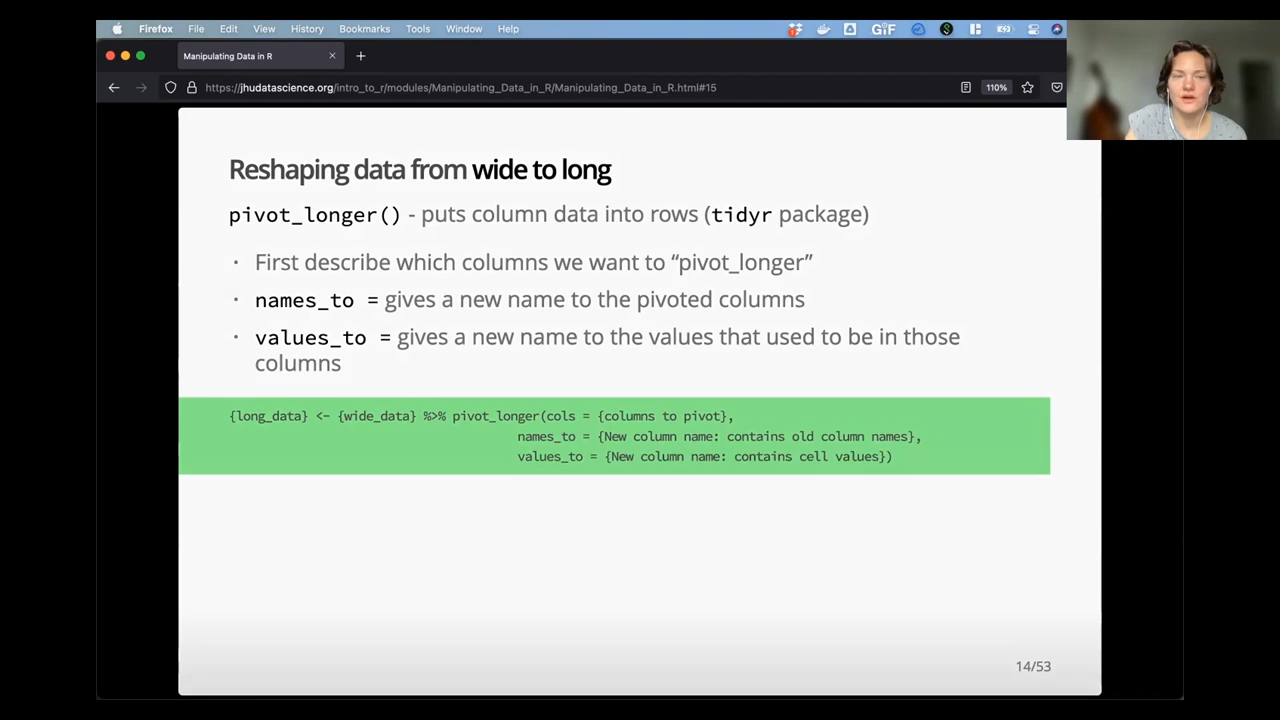 Firefox File Edit View History Bookmarks Tools Window Help GIF
Manipulating Data in R
https://jhudatascience.org/intro_to_r/modules/Manipulating_Data_in_R/Manipulating_Data_in_R.html#15 110%
Reshaping data from wide to long
pivot_longer() - puts column data into rows (tidyr package)
· First describe which columns we want to “pivot_longer”
· names_to = gives a new name to the pivoted columns
· values_to = gives a new name to the values that used to be in those
columns
{long_data} <- {wide_data} %>% pivot_longer(cols = {columns to pivot},
names_to = {New column name: contains old column names},
values_to = {New column name: contains cell values})
14/53